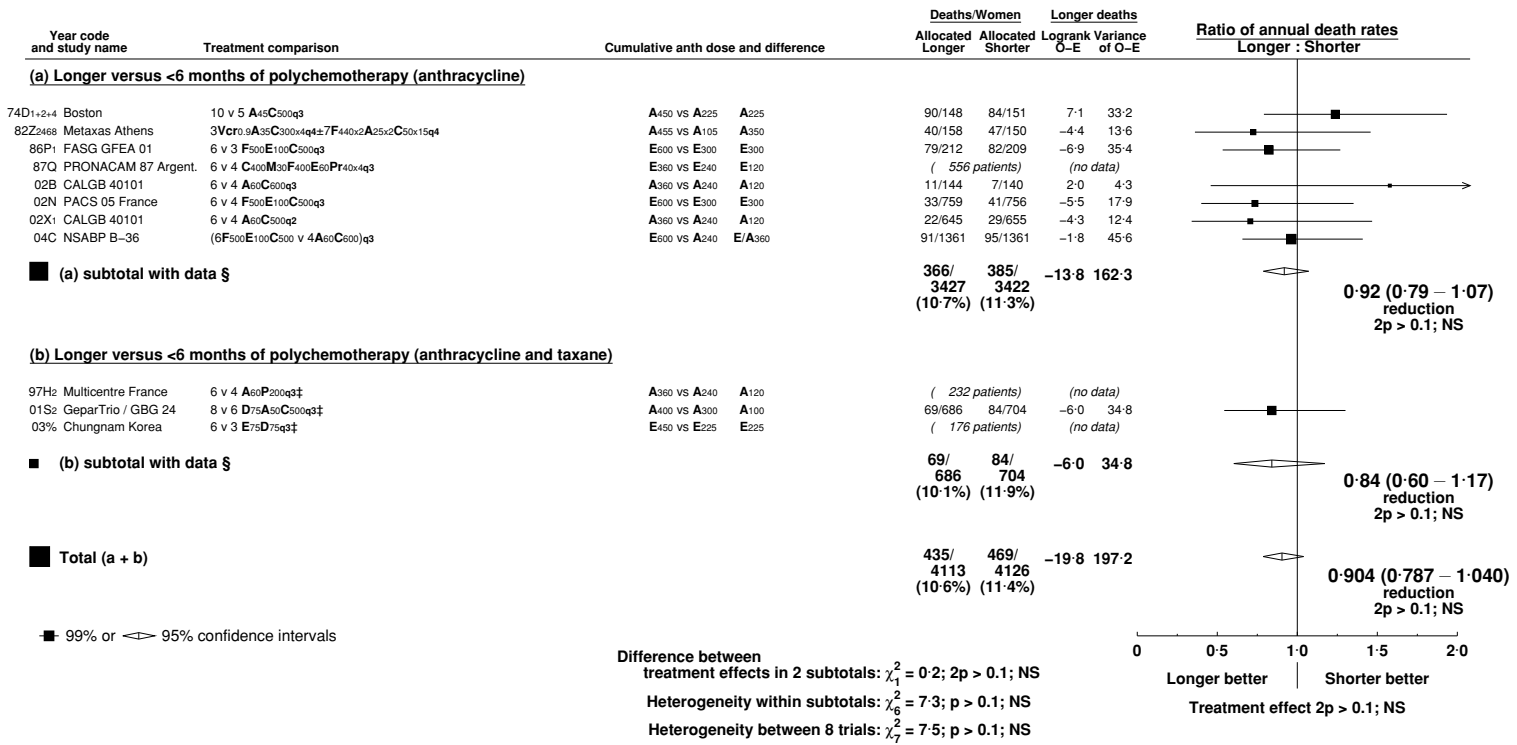 Deaths/Women Longer deaths
Year code and study name Treatment comparison Cumulative anth dose and difference Allocated Longer Allocated Shorter Logrank O–E Variance of O–E Ratio of annual death rates Longer : Shorter
(a) Longer versus <6 months of polychemotherapy (anthracycline)
74D1+2+4 Boston 10 v 5 A45C500q3 A450 vs A225 A225 90/148 84/151 7·1 33·2
82Z2468 Metaxas Athens 3Vcr0.9A35C300x4q4±7F440x2A25x2C50x15q4 A455 vs A105 A350 40/158 47/150 –4·4 13·6
86P1 FASG GFEA 01 6 v 3 F500E100C500q3 E600 vs E300 E300 79/212 82/209 –6·9 35·4
87Q PRONACAM 87 Argent. 6 v 4 C400M30F400E60Pr40x4q3 E360 vs E240 E120 ( 556 patients) (no data)
02B CALGB 40101 6 v 4 A60C600q3 A360 vs A240 A120 11/144 7/140 2·0 4·3
02N PACS 05 France 6 v 4 F500E100C500q3 E600 vs E300 E300 33/759 41/756 –5·5 17·9
02X1 CALGB 40101 6 v 4 A60C500q2 A360 vs A240 A120 22/645 29/655 –4·3 12·4
04C NSABP B–36 (6F500E100C500 v 4A60C600)q3 E600 vs A240 E/A360 91/1361 95/1361 –1·8 45·6
(a) subtotal with data § 366/3427 (10·7%) 385/3422 (11·3%) –13·8 162·3
0·92 (0·79 – 1·07)
reduction
2p > 0.1; NS
(b) Longer versus <6 months of polychemotherapy (anthracycline and taxane)
97H2 Multicentre France 6 v 4 A60P200q3‡ A360 vs A240 A120 ( 232 patients) (no data)
01S2 GeparTrio / GBG 24 8 v 6 D75A50C500q3‡ A400 vs A300 A100 69/686 84/704 –6·0 34·8
03% Chungnam Korea 6 v 3 E75D75q3‡ E450 vs E225 E225 ( 176 patients) (no data)
(b) subtotal with data § 69/686 (10·1%) 84/704 (11·9%) –6·0 34·8
0·84 (0·60 – 1·17)
reduction
2p > 0.1; NS
Total (a + b) 435/4113 (10·6%) 469/4126 (11·4%) –19·8 197·2
0·904 (0·787 – 1·040)
reduction
2p > 0.1; NS
99% or 95% confidence intervals
0 0·5 1·0 1·5 2·0
Longer better Shorter better
Treatment effect 2p > 0.1; NS
Difference between
treatment effects in 2 subtotals: χ²₁ = 0·2; 2p > 0.1; NS
Heterogeneity within subtotals: χ²₆ = 7·3; p > 0.1; NS
Heterogeneity between 8 trials: χ²₇ = 7·5; p > 0.1; NS